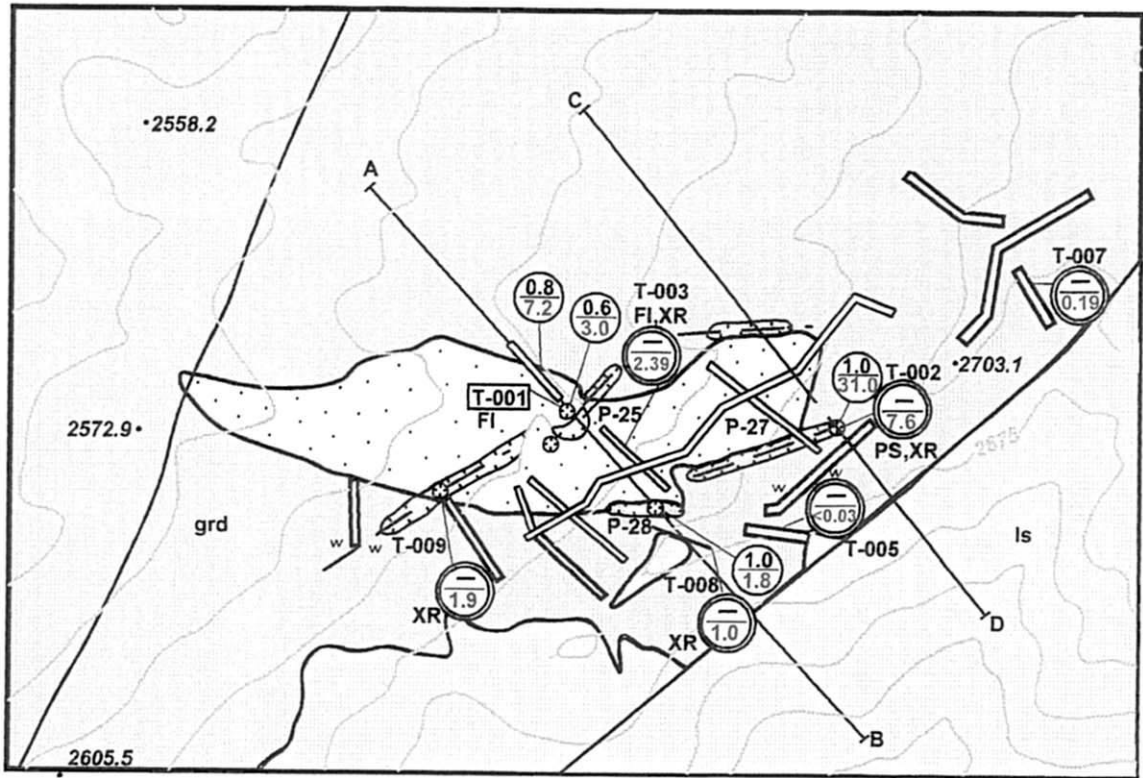 2558.2
C
A
T-007
—
0.19
0.8
7.2
0.6
3.0
T-003
FI,XR
—
2.39
2703.1
1.0
31.0
T-002
—
7.6
PS,XR
T-001
FI
P-25
P-27
2572.9
2575
w
w
grd
w
w
T-009
P-28
—
<0.03
T-005
ls
1.0
1.8
T-008
—
1.9
XR
XR
—
1.0
D
B
2605.5